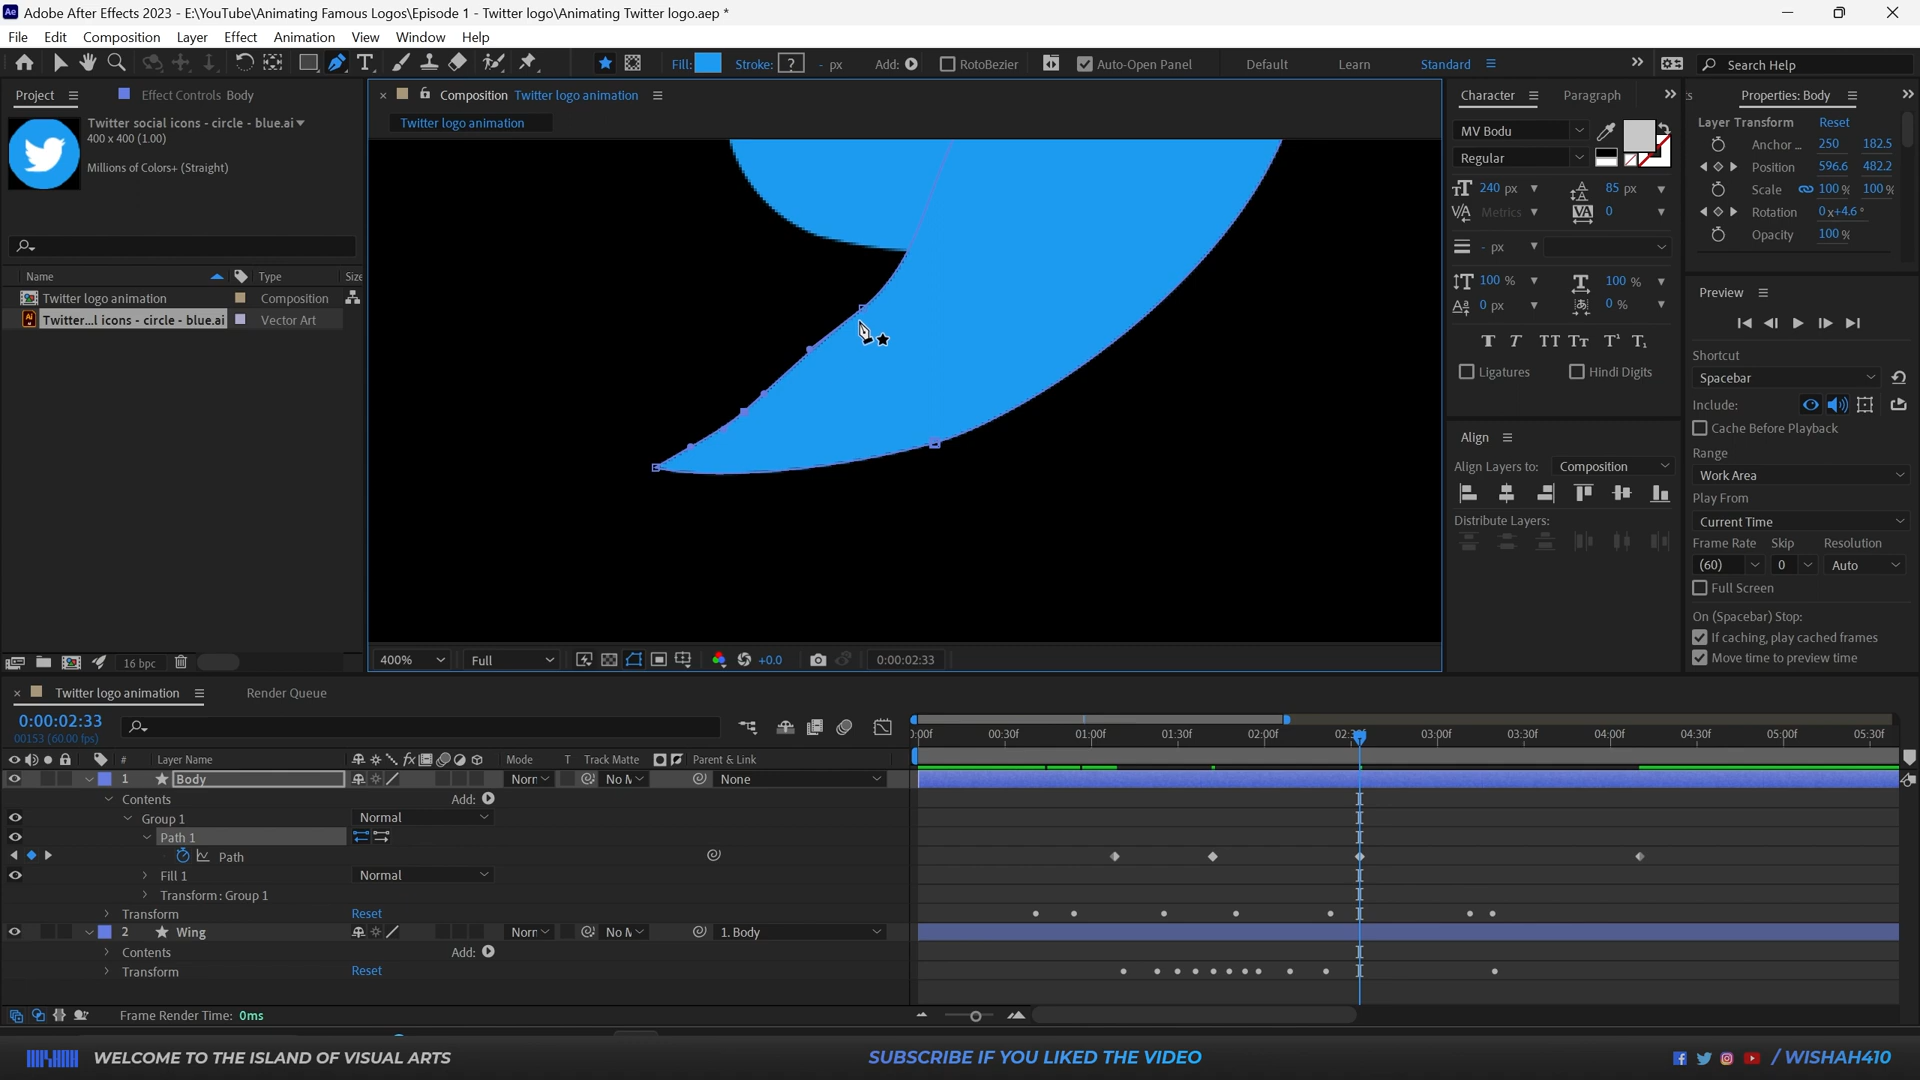 Adobe After Effects 2023 - E:\YouTube\Animating Famous Logos\Episode 1 - Twitter logo\Animating Twitter logo.aep *
File Edit Composition Layer Effect Animation View Window Help
Fill: Stroke: ? - px Add: RotoBezier Auto-Open Panel Default Learn Standard Search Help
Project Effect Controls Body
Twitter social icons - circle - blue.ai
400 x 400 (1.00)
Millions of Colors+ (Straight)
Name Type Size
Twitter logo animation Composition
Twitter...l icons - circle - blue.ai Vector Art
16 bpc
Composition Twitter logo animation
Twitter logo animation
400% Full +0.0 0:00:02:33
Character Paragraph
MV Bodu
Regular
240 px 85 px
Metrics 0
- px
100 % 100 %
0 px 0 %
T T TT Tt T¹ T₁
Ligatures Hindi Digits
Align
Align Layers to: Composition
Distribute Layers:
Properties: Body
Layer Transform Reset
Anchor ... 250 182.5
Position 596.6 482.2
Scale 100 % 100 %
Rotation 0x+4.6°
Opacity 100 %
Preview
Shortcut
Spacebar
Include:
Cache Before Playback
Range
Work Area
Play From
Current Time
Frame Rate Skip Resolution
(60) 0 Auto
Full Screen
On (Spacebar) Stop:
If caching, play cached frames
Move time to preview time
Twitter logo animation Render Queue
0:00:02:33
00153 (60.00 fps)
:00f 00:30f 01:00f 01:30f 02:00f 02:30f 03:00f 03:30f 04:00f 04:30f 05:00f 05:30f
# Layer Name Mode T Track Matte Parent & Link
1 Body Norr No M None
Contents Add:
Group 1 Normal
Path 1
Path
Fill 1 Normal
Transform: Group 1
Transform Reset
2 Wing Norr No M 1. Body
Contents Add:
Transform Reset
Frame Render Time: 0ms
WELCOME TO THE ISLAND OF VISUAL ARTS SUBSCRIBE IF YOU LIKED THE VIDEO /WISHAH410